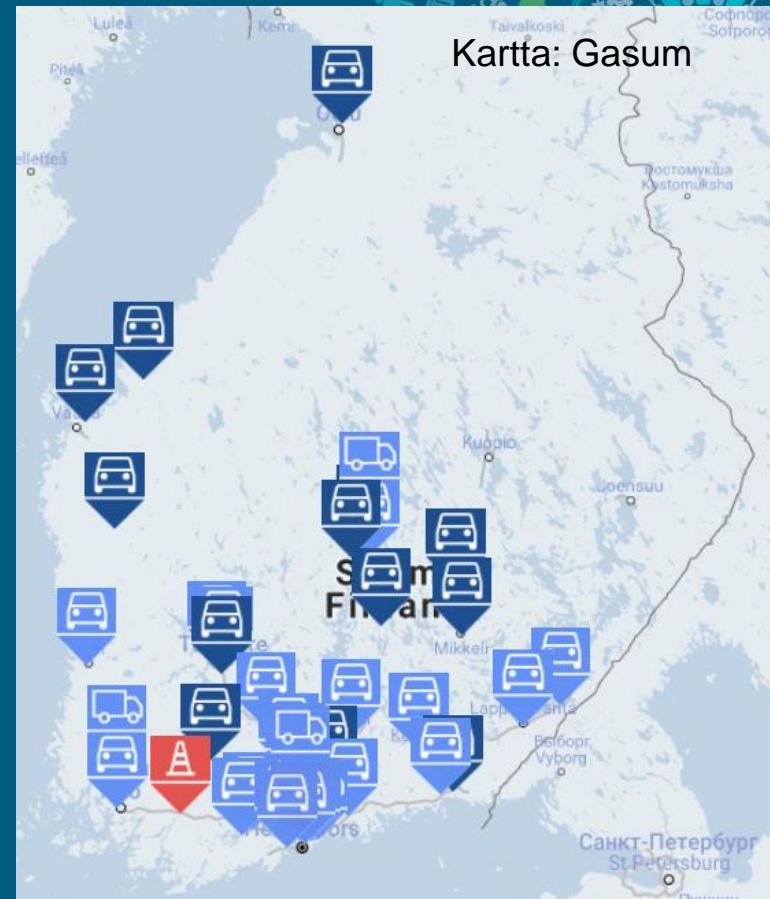 Luleå
Kemi
Taivalkoski
Софпорог
Sofporog
Kartta: Gasum
Piteå
Oulu
ellefteå
Костомукша
Kostomuksha
Kuopio
Joensuu
Mikkeli
Выборг
Vyborg
Санкт-Петербург
St Petersburg